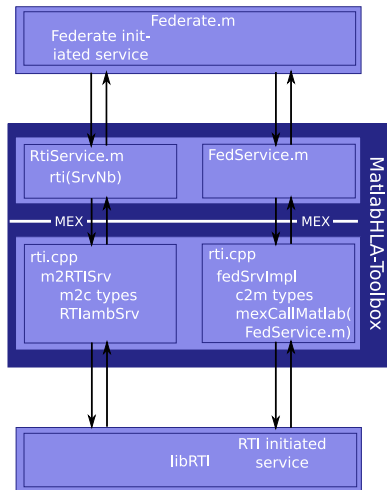 Federate.m
Federate init-
iated service
RtiService.m
rti(SrvNb)
FedService.m
MatlabHLA-Toolbox
MEX
MEX
rti.cpp
m2RTISrv
m2c types
RTIambSrv
rti.cpp
fedSrvImpl
c2m types
mexCallMatlab(
FedService.m)
RTI initiated
service
libRTI